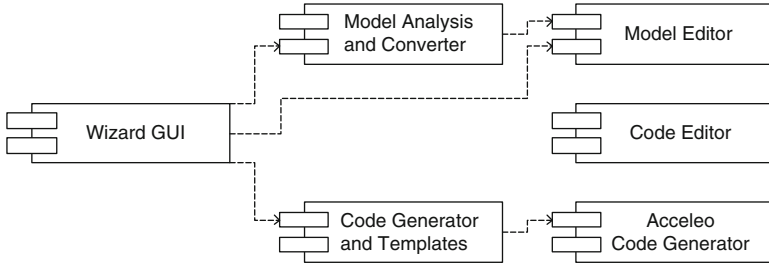 Model Analysis
and Converter
Model Editor
Wizard GUI
Code Editor
Code Generator
and Templates
Acceleo
Code Generator